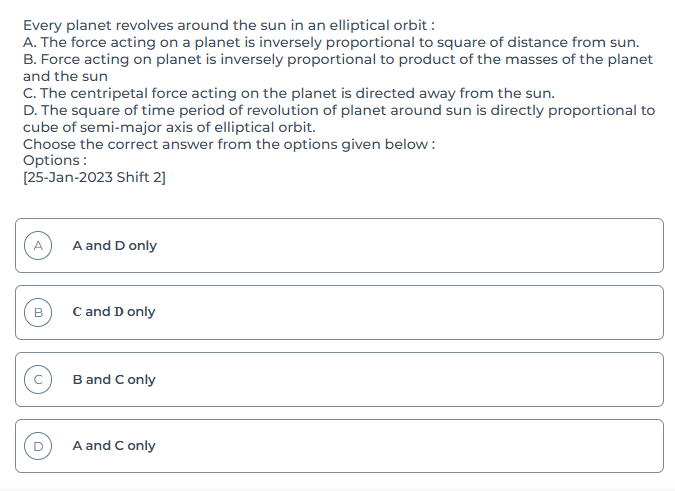 Every planet revolves around the sun in an elliptical orbit :
A. The force acting on a planet is inversely proportional to square of distance from sun.
B. Force acting on planet is inversely proportional to product of the masses of the planet
and the sun
C. The centripetal force acting on the planet is directed away from the sun.
D. The square of time period of revolution of planet around sun is directly proportional to
cube of semi-major axis of elliptical orbit.
Choose the correct answer from the options given below :
Options :
[25-Jan-2023 Shift 2]
A A and D only
B C and D only
C B and C only
D A and C only